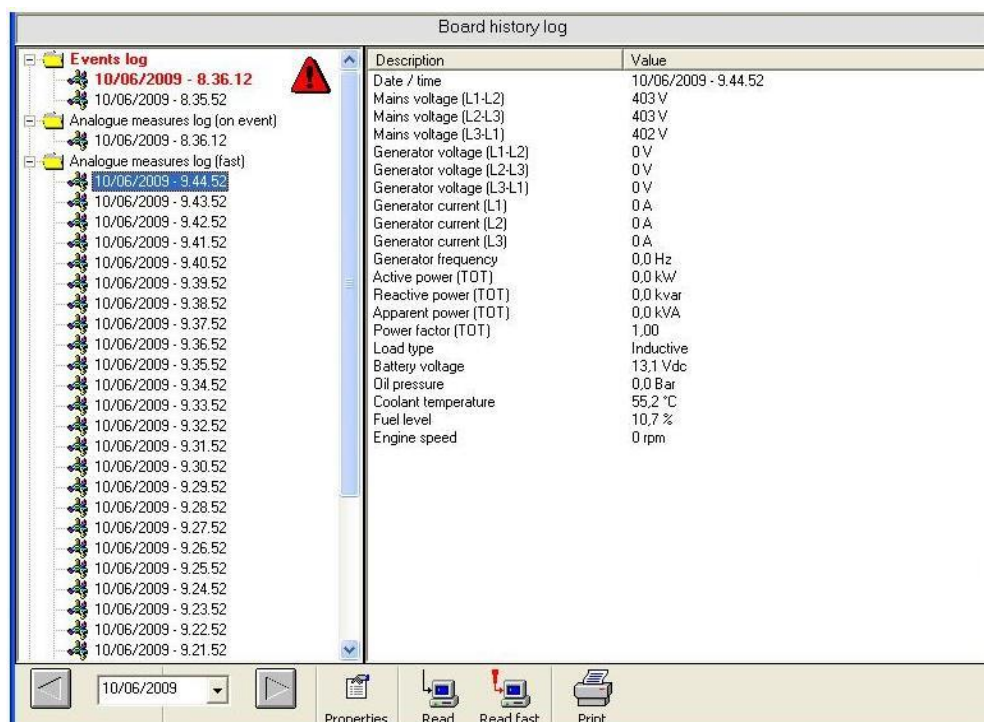 Board history log
Events log
10/06/2009 - 8.36.12
10/06/2009 - 8.35.52
Analogue measures log (on event)
10/06/2009 - 8.36.12
Analogue measures log (fast)
10/06/2009 - 9.44.52
10/06/2009 - 9.43.52
10/06/2009 - 9.42.52
10/06/2009 - 9.41.52
10/06/2009 - 9.40.52
10/06/2009 - 9.39.52
10/06/2009 - 9.38.52
10/06/2009 - 9.37.52
10/06/2009 - 9.36.52
10/06/2009 - 9.35.52
10/06/2009 - 9.34.52
10/06/2009 - 9.33.52
10/06/2009 - 9.32.52
10/06/2009 - 9.31.52
10/06/2009 - 9.30.52
10/06/2009 - 9.29.52
10/06/2009 - 9.28.52
10/06/2009 - 9.27.52
10/06/2009 - 9.26.52
10/06/2009 - 9.25.52
10/06/2009 - 9.24.52
10/06/2009 - 9.23.52
10/06/2009 - 9.22.52
10/06/2009 - 9.21.52
Description Value
Date / time 10/06/2009 - 9.44.52
Mains voltage (L1-L2) 403 V
Mains voltage (L2-L3) 403 V
Mains voltage (L3-L1) 402 V
Generator voltage (L1-L2) 0 V
Generator voltage (L2-L3) 0 V
Generator voltage (L3-L1) 0 V
Generator current (L1) 0 A
Generator current (L2) 0 A
Generator current (L3) 0 A
Generator frequency 0,0 Hz
Active power (TOT) 0,0 kW
Reactive power (TOT) 0,0 kvar
Apparent power (TOT) 0,0 kVA
Power factor (TOT) 1,00
Load type Inductive
Battery voltage 13,1 Vdc
Oil pressure 0,0 Bar
Coolant temperature 55,2 °C
Fuel level 10,7 %
Engine speed 0 rpm
10/06/2009
Properties Read Read fast Print